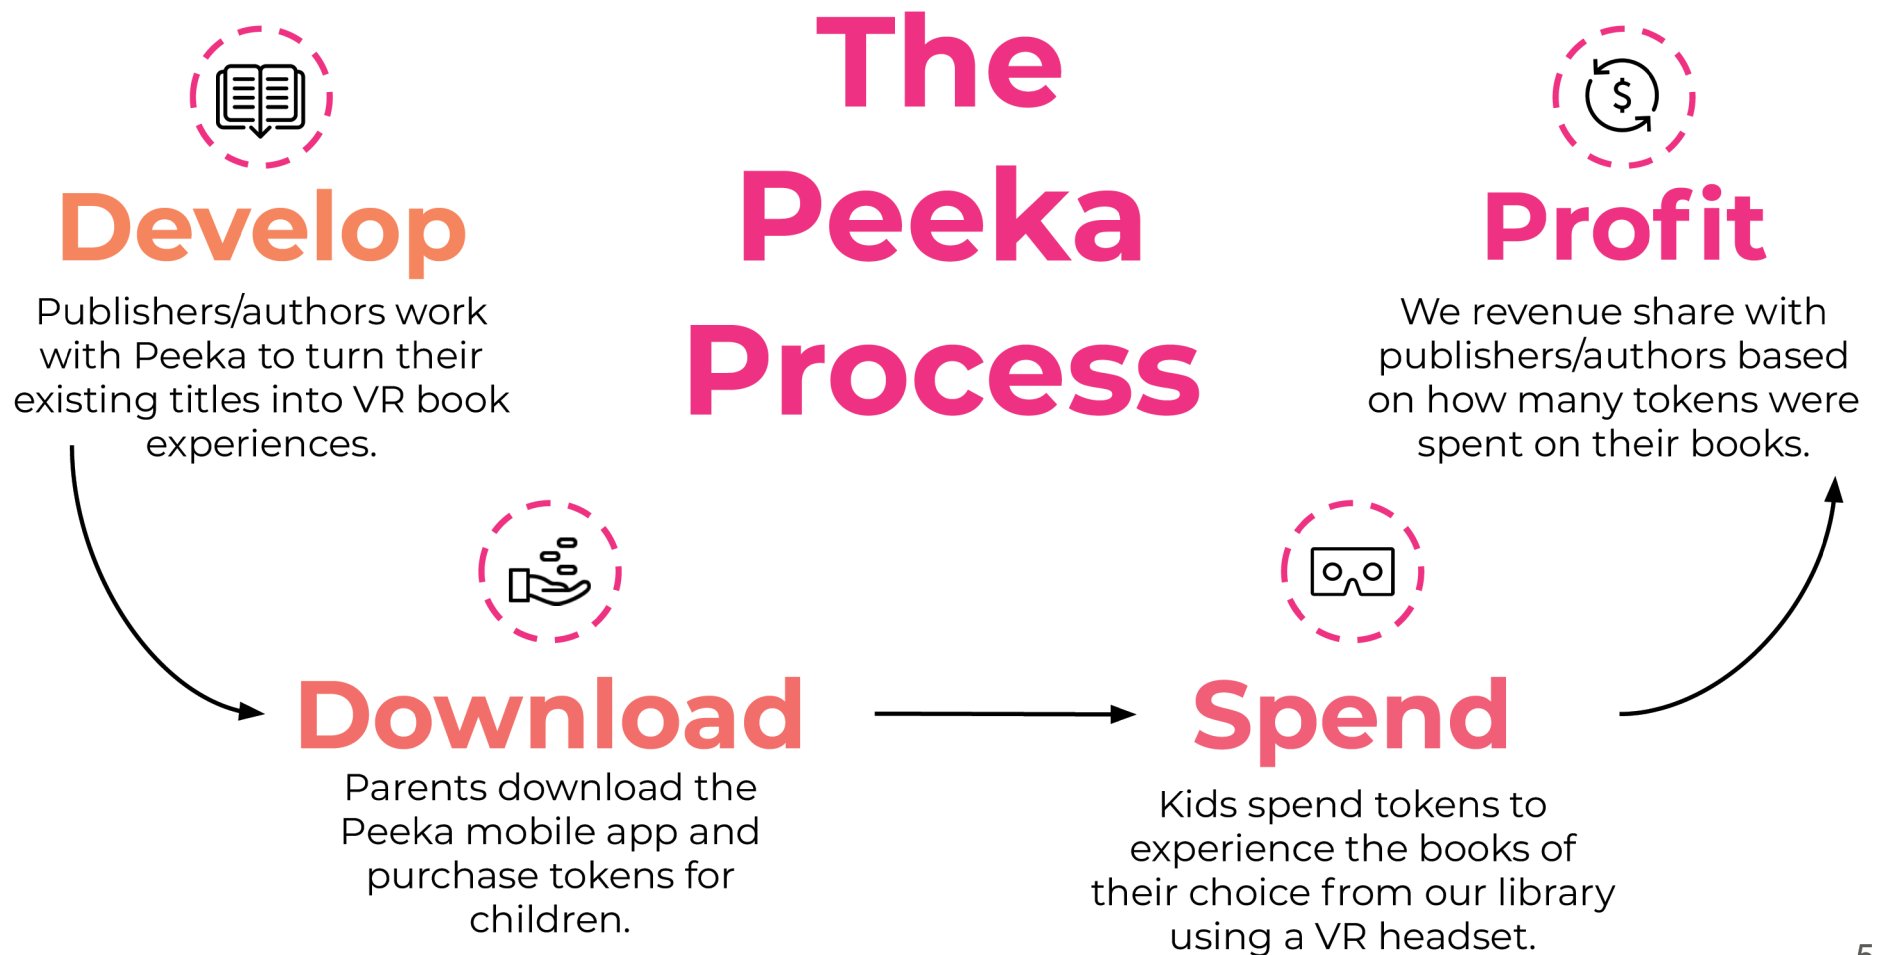 The
Peeka
Process
Develop
Publishers/authors work
with Peeka to turn their
existing titles into VR book
experiences.
Download
Parents download the
Peeka mobile app and
purchase tokens for
children.
Spend
Kids spend tokens to
experience the books of
their choice from our library
using a VR headset.
$
Profit
We revenue share with
publishers/authors based
on how many tokens were
spent on their books.
5